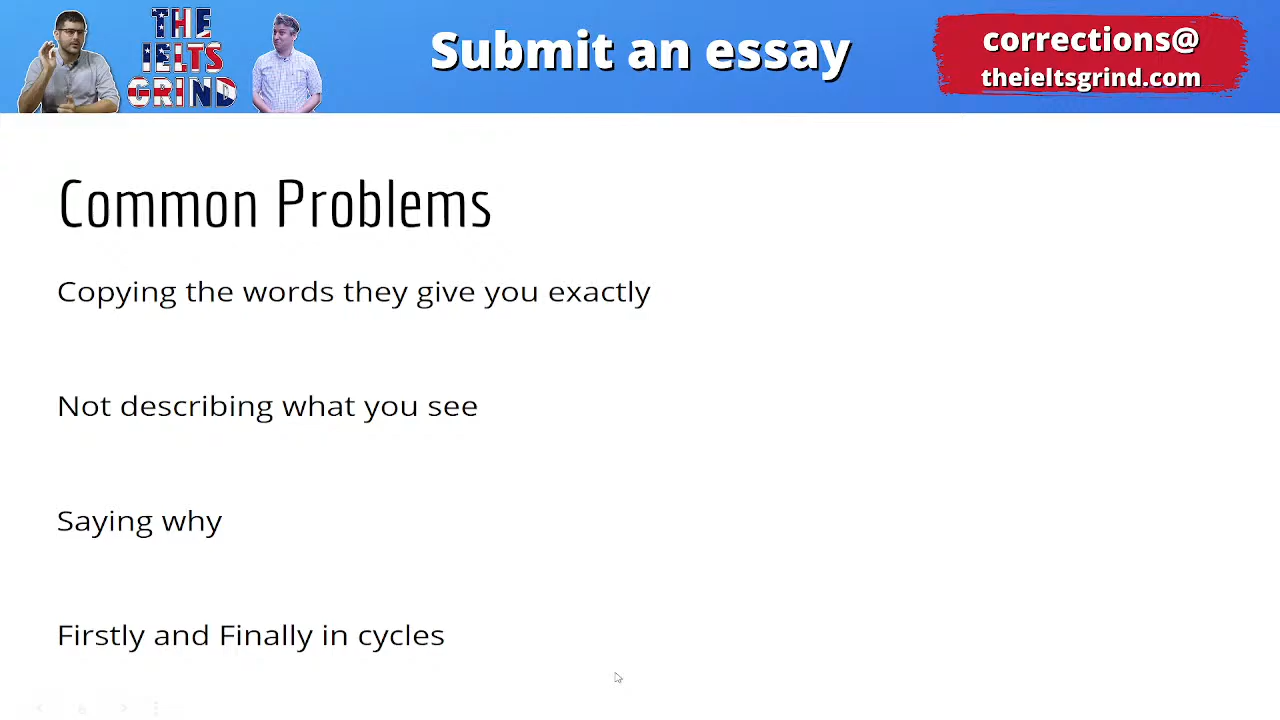 THE
IELTS
GRIND
Submit an essay
corrections@
theieltsgrind.com
Common Problems
Copying the words they give you exactly
Not describing what you see
Saying why
Firstly and Finally in cycles